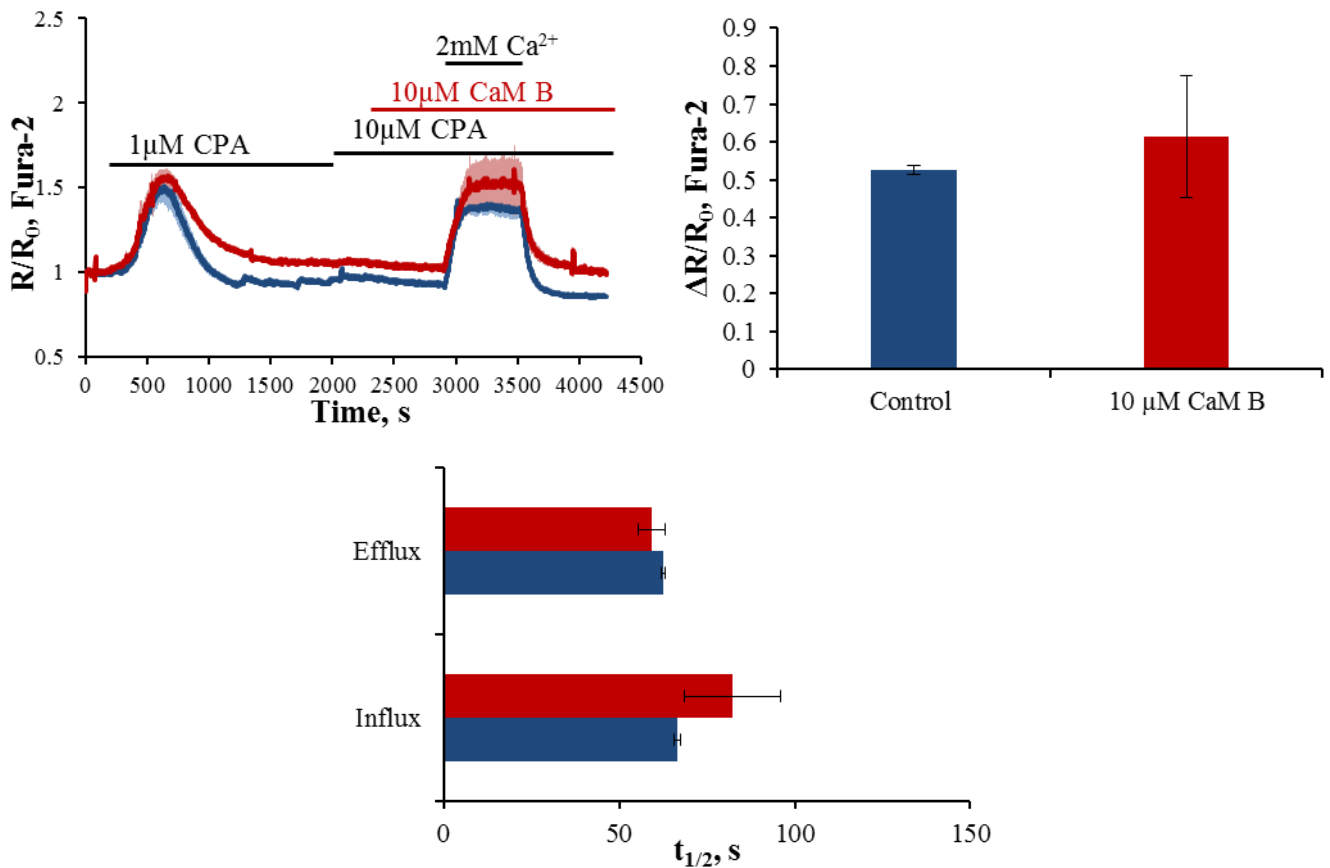 R/R₀, Fura-2
2.5
2
1.5
1
0.5
2mM Ca²⁺
10µM CaM B
10µM CPA
1µM CPA
0 500 1000 1500 2000 2500 3000 3500 4000 4500
Time, s
ΔR/R₀, Fura-2
0.9
0.8
0.7
0.6
0.5
0.4
0.3
0.2
0.1
0
Control 10 µM CaM B
Efflux
Influx
0 50 100 150
t₁/₂, s